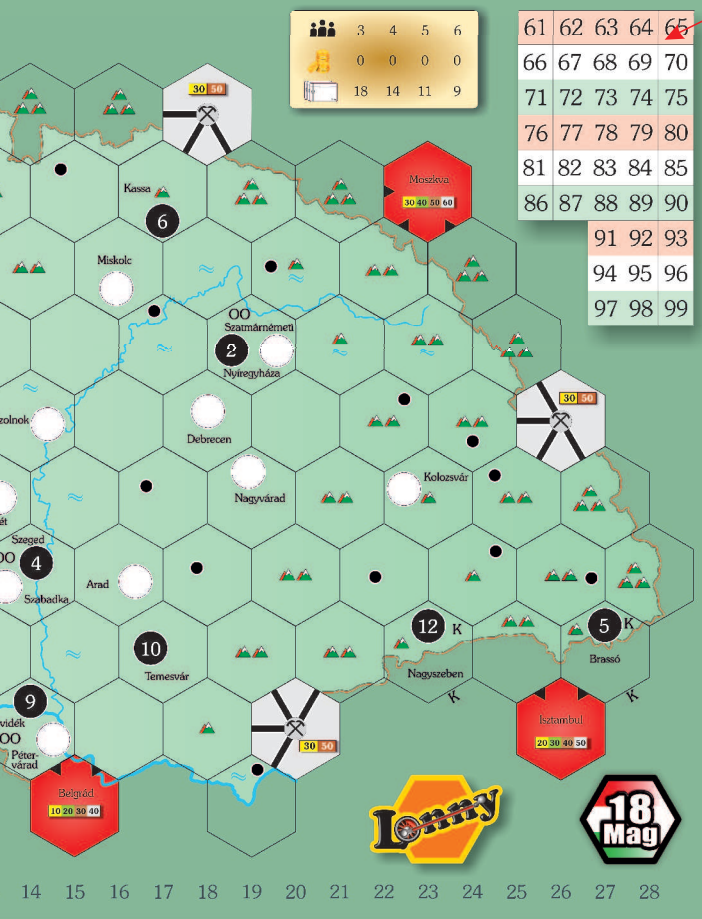 3 4 5 6
0 0 0 0
18 14 11 9
61 62 63 64 65
66 67 68 69 70
71 72 73 74 75
76 77 78 79 80
81 82 83 84 85
86 87 88 89 90
91 92 93
94 95 96
97 98 99
30 50
Kassa
6
Moszkva
30 40 50 60
Miskolc
OO
Szatmárnémeti
2
Nyíregyháza
30 50
zolnok
Debrecen
Nagyvárad
Kolozsvár
ét
Szeged
OO
4
Szabadka
Arad
10
Temesvár
12
K
Nagyszeben
K
5
K
Brassó
K
9
vidék
OO
Péter-
várad
30 50
Isztambul
20 30 40 50
Belgrád
10 20 30 40
Lonny
18
Mag
14 15 16 17 18 19 20 21 22 23 24 25 26 27 28